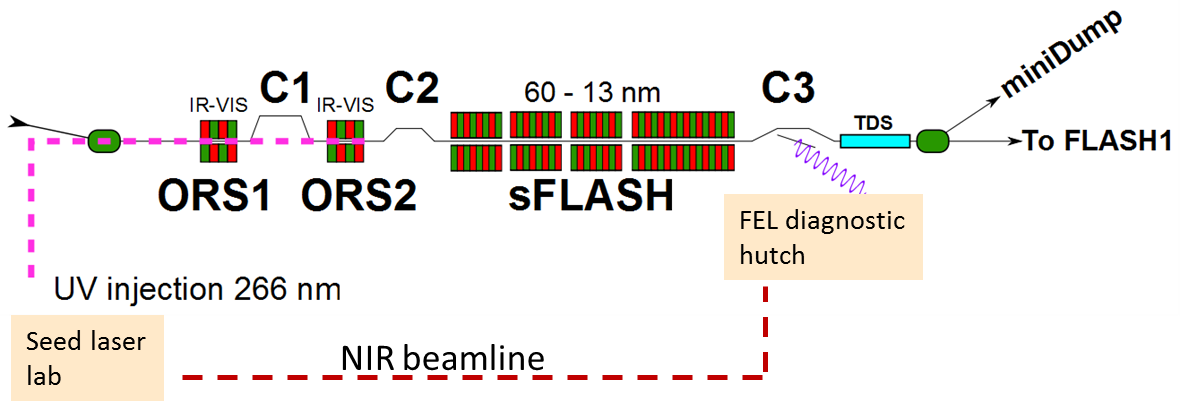 miniDump
C1
C2
C3
IR-VIS
IR-VIS
60 - 13 nm
TDS
To FLASH1
ORS1
ORS2
sFLASH
FEL diagnostic
hutch
UV injection 266 nm
Seed laser
lab
NIR beamline